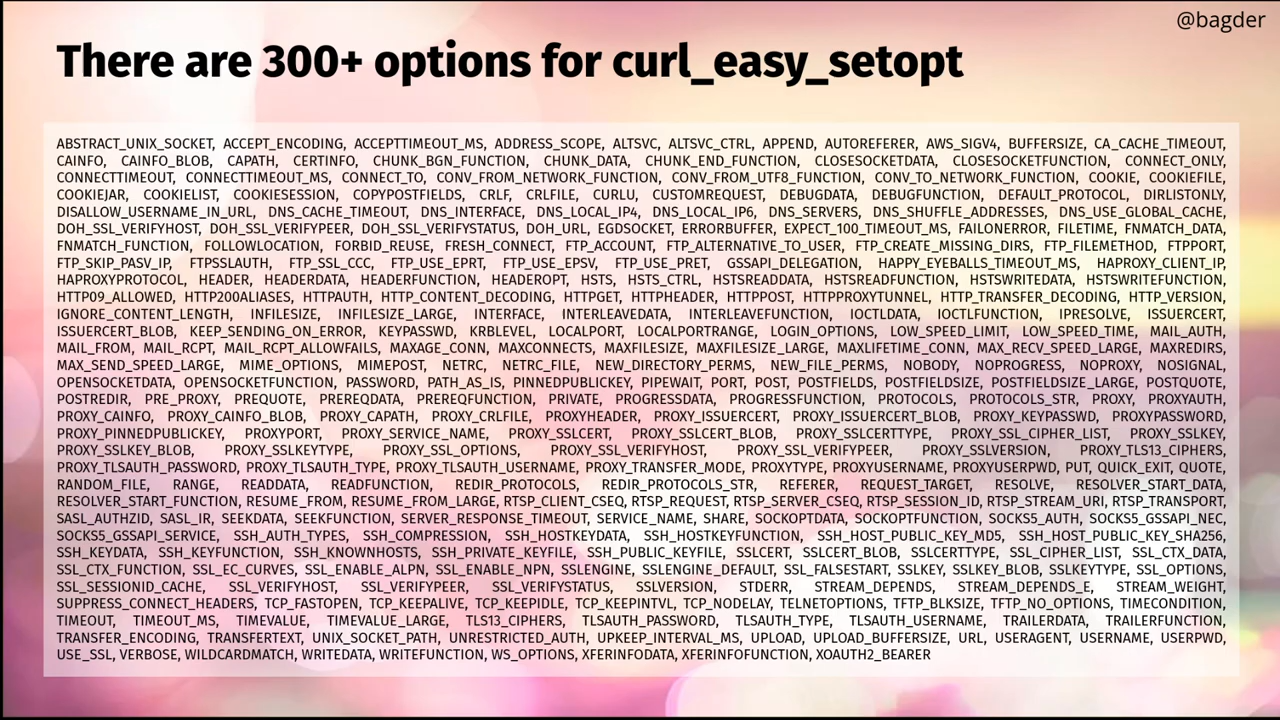 @bagder
There are 300+ options for curl_easy_setopt
ABSTRACT_UNIX_SOCKET, ACCEPT_ENCODING, ACCEPTTIMEOUT_MS, ADDRESS_SCOPE, ALTSVC, ALTSVC_CTRL, APPEND, AUTOREFERER, AWS_SIGV4, BUFFERSIZE, CA_CACHE_TIMEOUT,
CAINFO, CAINFO_BLOB, CAPATH, CERTINFO, CHUNK_BGN_FUNCTION, CHUNK_DATA, CHUNK_END_FUNCTION, CLOSESOCKETDATA, CLOSESOCKETFUNCTION, CONNECT_ONLY,
CONNECTTIMEOUT, CONNECTTIMEOUT_MS, CONNECT_TO, CONV_FROM_NETWORK_FUNCTION, CONV_FROM_UTF8_FUNCTION, CONV_TO_NETWORK_FUNCTION, COOKIE, COOKIEFILE,
COOKIEJAR, COOKIELIST, COOKIESESSION, COPYPOSTFIELDS, CRLF, CRLFILE, CURLU, CUSTOMREQUEST, DEBUGDATA, DEBUGFUNCTION, DEFAULT_PROTOCOL, DIRLISTONLY,
DISALLOW_USERNAME_IN_URL, DNS_CACHE_TIMEOUT, DNS_INTERFACE, DNS_LOCAL_IP4, DNS_LOCAL_IP6, DNS_SERVERS, DNS_SHUFFLE_ADDRESSES, DNS_USE_GLOBAL_CACHE,
DOH_SSL_VERIFYHOST, DOH_SSL_VERIFYPEER, DOH_SSL_VERIFYSTATUS, DOH_URL, EGDSOCKET, ERRORBUFFER, EXPECT_100_TIMEOUT_MS, FAILONERROR, FILETIME, FNMATCH_DATA,
FNMATCH_FUNCTION, FOLLOWLOCATION, FORBID_REUSE, FRESH_CONNECT, FTP_ACCOUNT, FTP_ALTERNATIVE_TO_USER, FTP_CREATE_MISSING_DIRS, FTP_FILEMETHOD, FTPPORT,
FTP_SKIP_PASV_IP, FTPSSLAUTH, FTP_SSL_CCC, FTP_USE_EPRT, FTP_USE_EPSV, FTP_USE_PRET, GSSAPI_DELEGATION, HAPPY_EYEBALLS_TIMEOUT_MS, HAPROXY_CLIENT_IP,
HAPROXYPROTOCOL, HEADER, HEADERDATA, HEADERFUNCTION, HEADEROPT, HSTS, HSTS_CTRL, HSTSREADDATA, HSTSREADFUNCTION, HSTSWRITEDATA, HSTSWRITEFUNCTION,
HTTP09_ALLOWED, HTTP200ALIASES, HTTPAUTH, HTTP_CONTENT_DECODING, HTTPGET, HTTPHEADER, HTTPPOST, HTTPPROXYTUNNEL, HTTP_TRANSFER_DECODING, HTTP_VERSION,
IGNORE_CONTENT_LENGTH, INFILESIZE, INFILESIZE_LARGE, INTERFACE, INTERLEAVEDATA, INTERLEAVEFUNCTION, IOCTLDATA, IOCTLFUNCTION, IPRESOLVE, ISSUERCERT,
ISSUERCERT_BLOB, KEEP_SENDING_ON_ERROR, KEYPASSWD, KRBLEVEL, LOCALPORT, LOCALPORTRANGE, LOGIN_OPTIONS, LOW_SPEED_LIMIT, LOW_SPEED_TIME, MAIL_AUTH,
MAIL_FROM, MAIL_RCPT, MAIL_RCPT_ALLOWFAILS, MAXAGE_CONN, MAXCONNECTS, MAXFILESIZE, MAXFILESIZE_LARGE, MAXLIFETIME_CONN, MAX_RECV_SPEED_LARGE, MAXREDIRS,
MAX_SEND_SPEED_LARGE, MIME_OPTIONS, MIMEPOST, NETRC, NETRC_FILE, NEW_DIRECTORY_PERMS, NEW_FILE_PERMS, NOBODY, NOPROGRESS, NOPROXY, NOSIGNAL,
OPENSOCKETDATA, OPENSOCKETFUNCTION, PASSWORD, PATH_AS_IS, PINNEDPUBLICKEY, PIPEWAIT, PORT, POST, POSTFIELDS, POSTFIELDSIZE, POSTFIELDSIZE_LARGE, POSTQUOTE,
POSTREDIR, PRE_PROXY, PREQUOTE, PREREQDATA, PREREQFUNCTION, PRIVATE, PROGRESSDATA, PROGRESSFUNCTION, PROTOCOLS, PROTOCOLS_STR, PROXY, PROXYAUTH,
PROXY_CAINFO, PROXY_CAINFO_BLOB, PROXY_CAPATH, PROXY_CRLFILE, PROXYHEADER, PROXY_ISSUERCERT, PROXY_ISSUERCERT_BLOB, PROXY_KEYPASSWD, PROXYPASSWORD,
PROXY_PINNEDPUBLICKEY, PROXYPORT, PROXY_SERVICE_NAME, PROXY_SSLCERT, PROXY_SSLCERT_BLOB, PROXY_SSLCERTTYPE, PROXY_SSL_CIPHER_LIST, PROXY_SSLKEY,
PROXY_SSLKEY_BLOB, PROXY_SSLKEYTYPE, PROXY_SSL_OPTIONS, PROXY_SSL_VERIFYHOST, PROXY_SSL_VERIFYPEER, PROXY_SSLVERSION, PROXY_TLS13_CIPHERS,
PROXY_TLSAUTH_PASSWORD, PROXY_TLSAUTH_TYPE, PROXY_TLSAUTH_USERNAME, PROXY_TRANSFER_MODE, PROXYTYPE, PROXYUSERNAME, PROXYUSERPWD, PUT, QUICK_EXIT, QUOTE,
RANDOM_FILE, RANGE, READDATA, READFUNCTION, REDIR_PROTOCOLS, REDIR_PROTOCOLS_STR, REFERER, REQUEST_TARGET, RESOLVE, RESOLVER_START_DATA,
RESOLVER_START_FUNCTION, RESUME_FROM, RESUME_FROM_LARGE, RTSP_CLIENT_CSEQ, RTSP_REQUEST, RTSP_SERVER_CSEQ, RTSP_SESSION_ID, RTSP_STREAM_URI, RTSP_TRANSPORT,
SASL_AUTHZID, SASL_IR, SEEKDATA, SEEKFUNCTION, SERVER_RESPONSE_TIMEOUT, SERVICE_NAME, SHARE, SOCKOPTDATA, SOCKOPTFUNCTION, SOCKS5_AUTH, SOCKS5_GSSAPI_NEC,
SOCKS5_GSSAPI_SERVICE, SSH_AUTH_TYPES, SSH_COMPRESSION, SSH_HOSTKEYDATA, SSH_HOSTKEYFUNCTION, SSH_HOST_PUBLIC_KEY_MD5, SSH_HOST_PUBLIC_KEY_SHA256,
SSH_KEYDATA, SSH_KEYFUNCTION, SSH_KNOWNHOSTS, SSH_PRIVATE_KEYFILE, SSH_PUBLIC_KEYFILE, SSLCERT, SSLCERT_BLOB, SSLCERTTYPE, SSL_CIPHER_LIST, SSL_CTX_DATA,
SSL_CTX_FUNCTION, SSL_EC_CURVES, SSL_ENABLE_ALPN, SSL_ENABLE_NPN, SSLENGINE, SSLENGINE_DEFAULT, SSL_FALSESTART, SSLKEY, SSLKEY_BLOB, SSLKEYTYPE, SSL_OPTIONS,
SSL_SESSIONID_CACHE, SSL_VERIFYHOST, SSL_VERIFYPEER, SSL_VERIFYSTATUS, SSLVERSION, STDERR, STREAM_DEPENDS, STREAM_DEPENDS_E, STREAM_WEIGHT,
SUPPRESS_CONNECT_HEADERS, TCP_FASTOPEN, TCP_KEEPALIVE, TCP_KEEPIDLE, TCP_KEEPINTVL, TCP_NODELAY, TELNETOPTIONS, TFTP_BLKSIZE, TFTP_NO_OPTIONS, TIMECONDITION,
TIMEOUT, TIMEOUT_MS, TIMEVALUE, TIMEVALUE_LARGE, TLS13_CIPHERS, TLSAUTH_PASSWORD, TLSAUTH_TYPE, TLSAUTH_USERNAME, TRAILERDATA, TRAILERFUNCTION,
TRANSFER_ENCODING, TRANSFERTEXT, UNIX_SOCKET_PATH, UNRESTRICTED_AUTH, UPKEEP_INTERVAL_MS, UPLOAD, UPLOAD_BUFFERSIZE, URL, USERAGENT, USERNAME, USERPWD,
USE_SSL, VERBOSE, WILDCARDMATCH, WRITEDATA, WRITEFUNCTION, WS_OPTIONS, XFERINFODATA, XFERINFOFUNCTION, XOAUTH2_BEARER